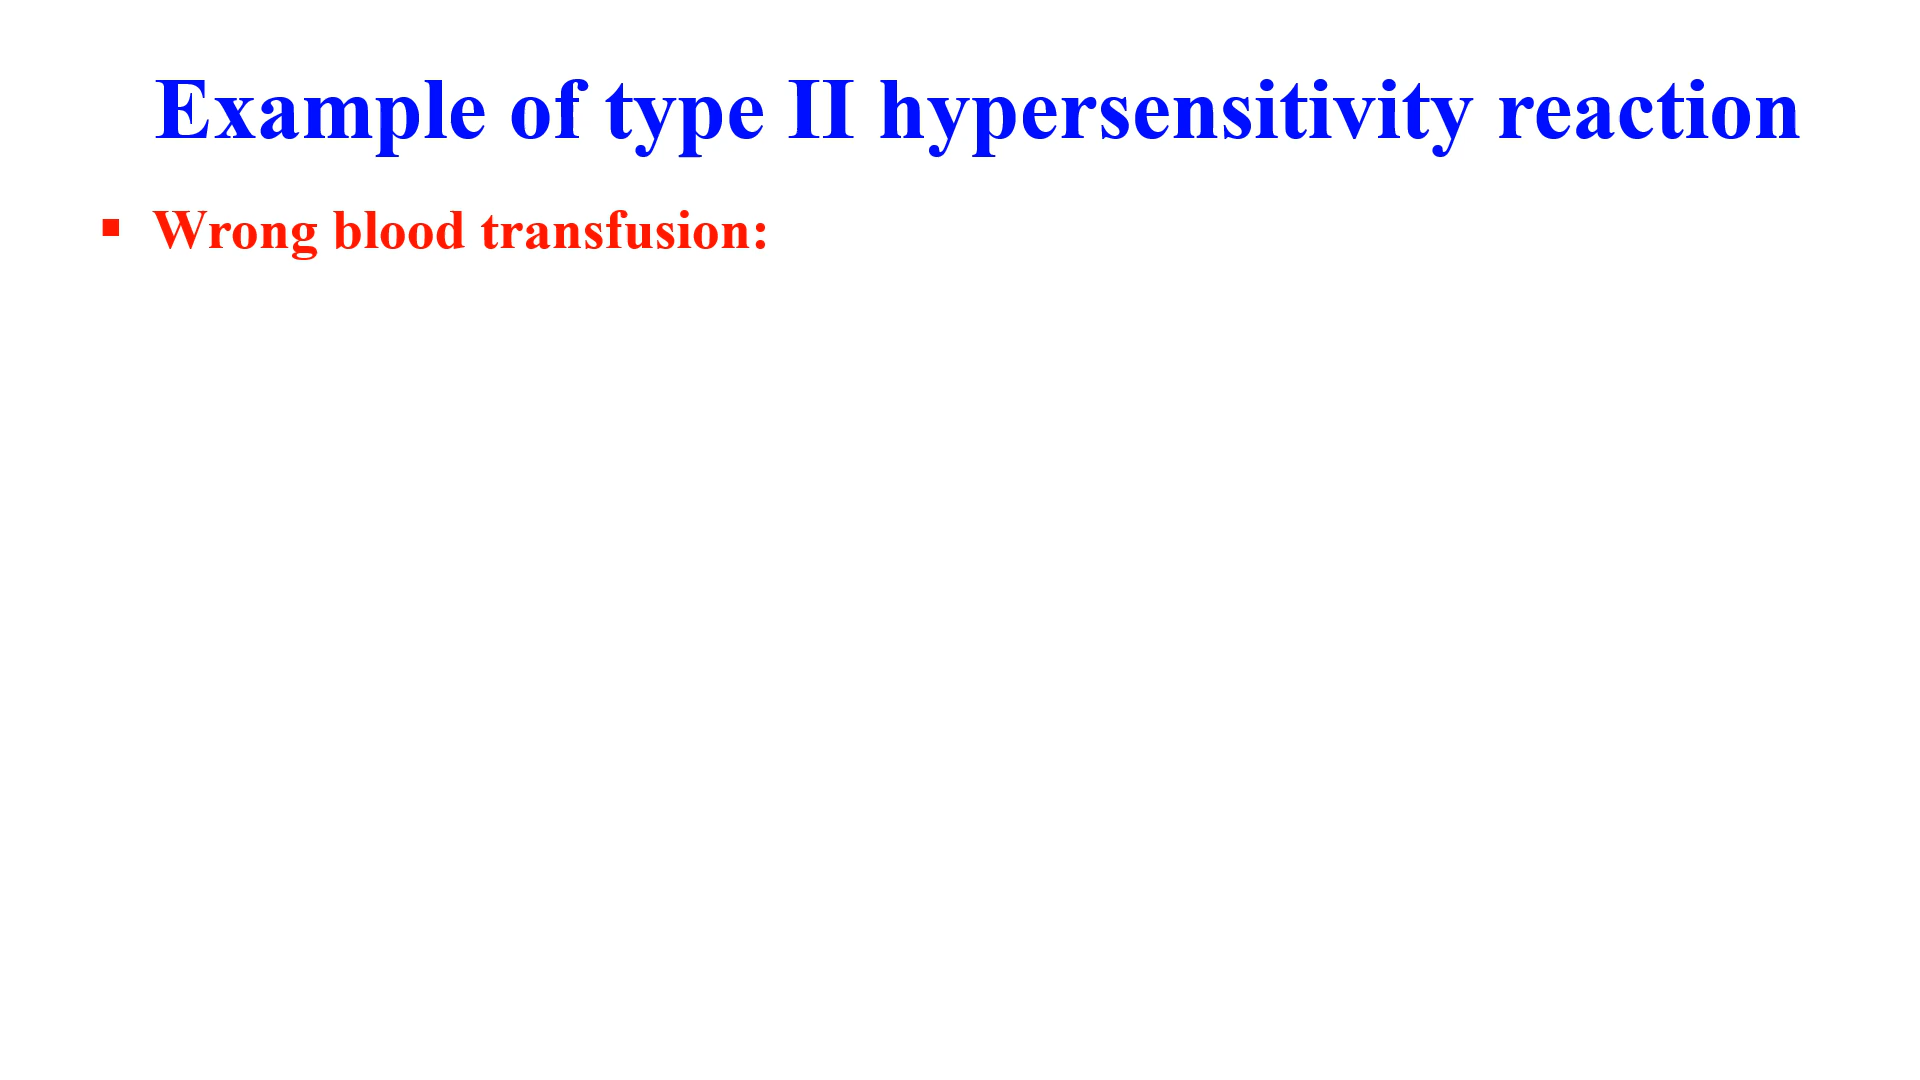 Example of type II hypersensitivity reaction
▪ Wrong blood transfusion: